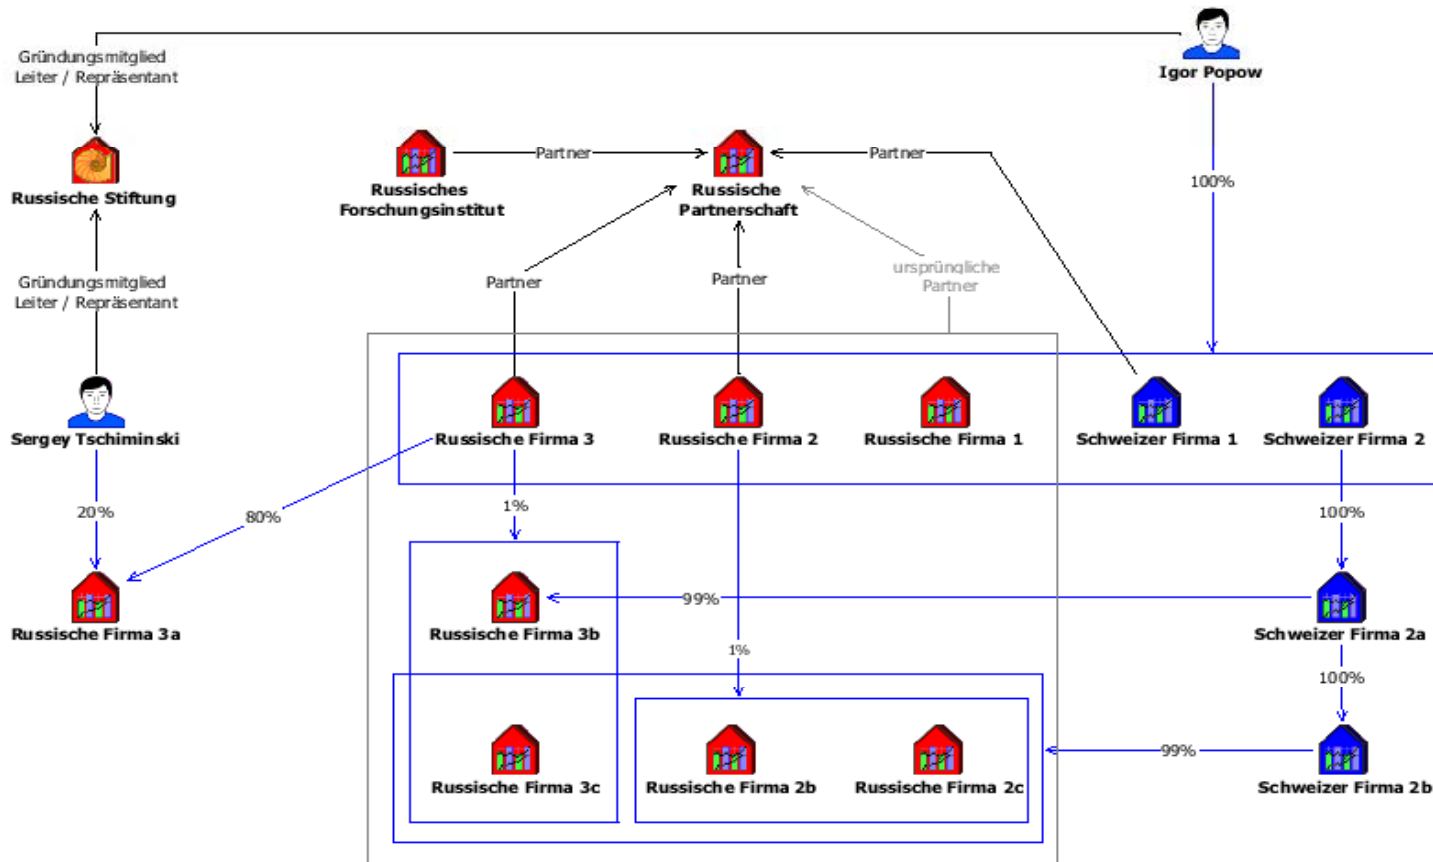 Gründungsmitglied
Leiter / Repräsentant
Igor Popow
Partner
Partner
Russische Stiftung
Russisches
Forschungsinstitut
Russische
Partnerschaft
100%
Gründungsmitglied
Leiter / Repräsentant
Partner
Partner
ursprüngliche
Partner
Sergey Tschiminski
Russische Firma 3
Russische Firma 2
Russische Firma 1
Schweizer Firma 1
Schweizer Firma 2
20%
80%
1%
100%
Russische Firma 3a
Russische Firma 3b
99%
Schweizer Firma 2a
1%
100%
99%
Russische Firma 3c
Russische Firma 2b
Russische Firma 2c
Schweizer Firma 2b